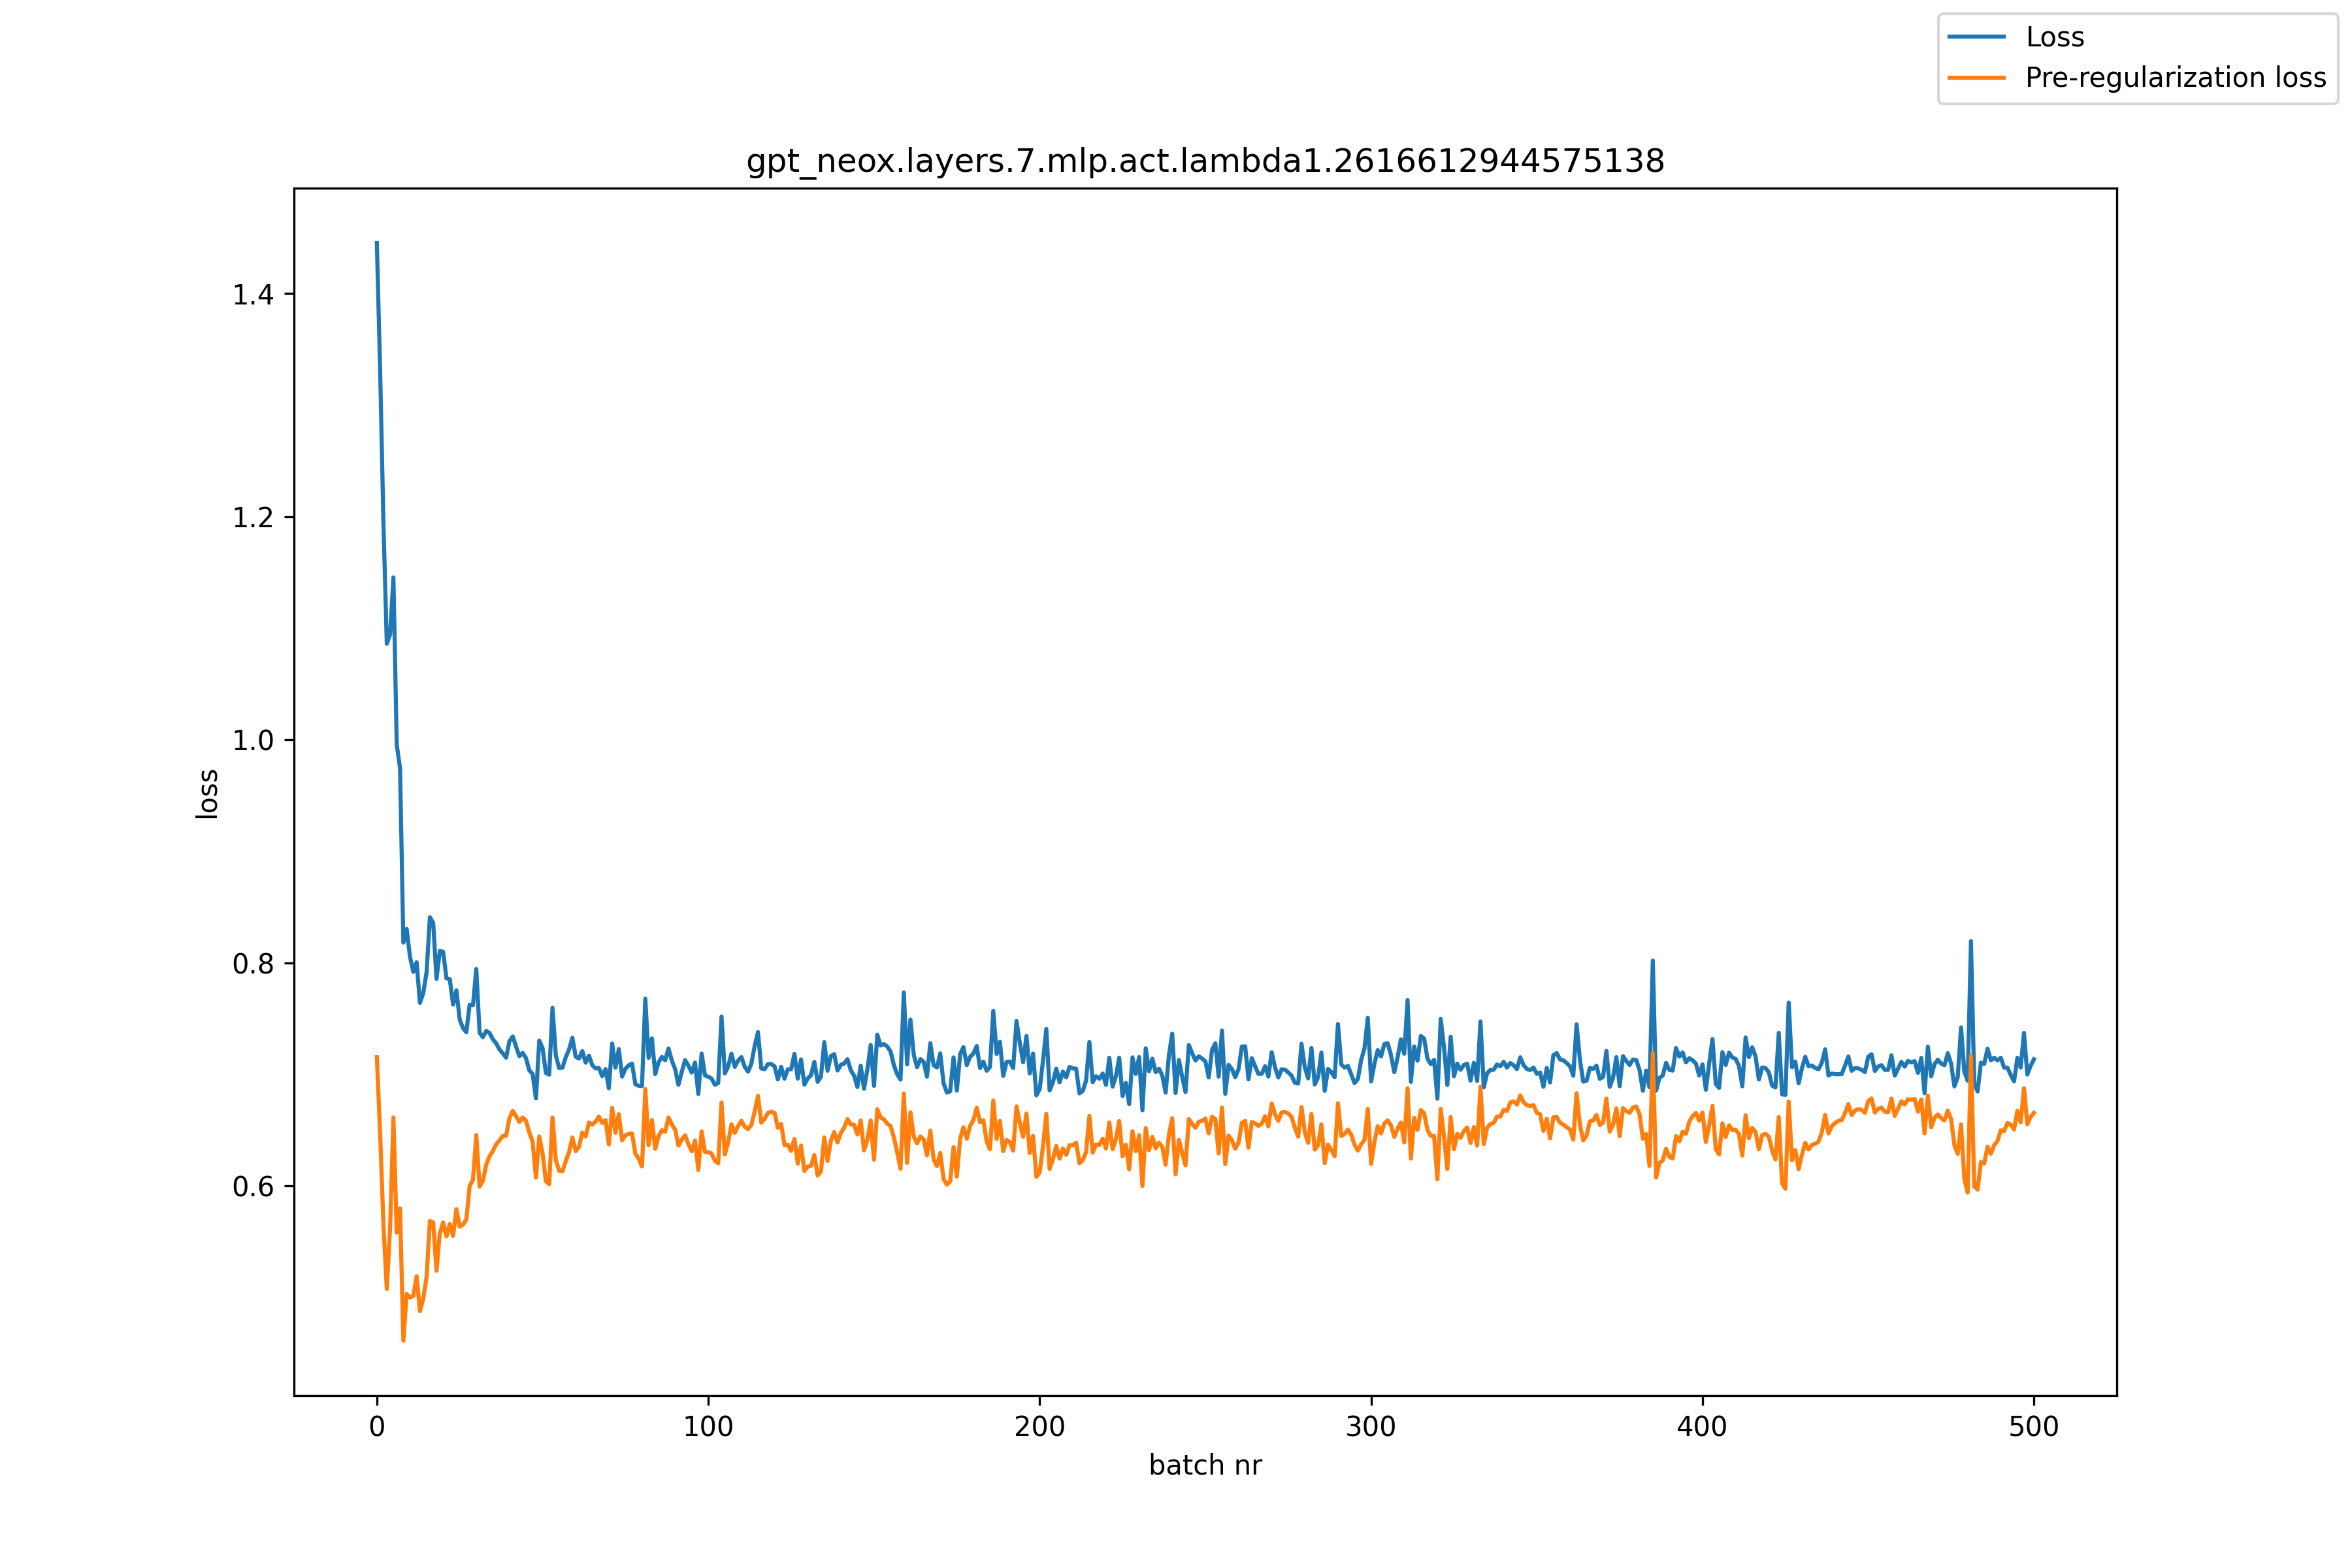 Loss
Pre-regularization loss
gpt_neox.layers.7.mlp.act.lambda1.2616612944575138
1.4
1.2
1.0
0.8
0.6
loss
0 100 200 300 400 500
batch nr